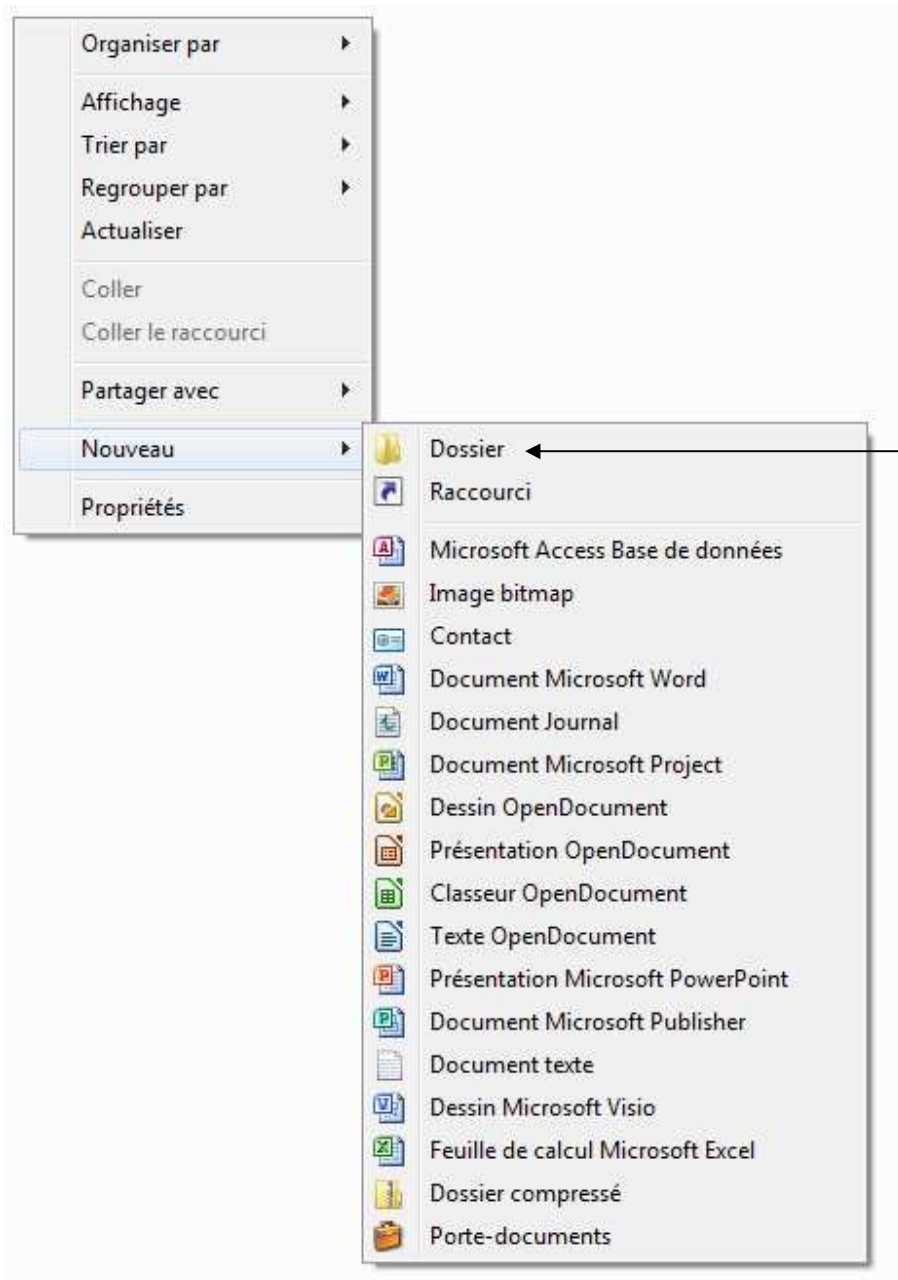 Organiser par
Affichage
Trier par
Regrouper par
Actualiser
Coller
Coller le raccourci
Partager avec
Nouveau
Propriétés
Dossier
Raccourci
Microsoft Access Base de données
Image bitmap
Contact
Document Microsoft Word
Document Journal
Document Microsoft Project
Dessin OpenDocument
Présentation OpenDocument
Classeur OpenDocument
Texte OpenDocument
Présentation Microsoft PowerPoint
Document Microsoft Publisher
Document texte
Dessin Microsoft Visio
Feuille de calcul Microsoft Excel
Dossier compressé
Porte-documents